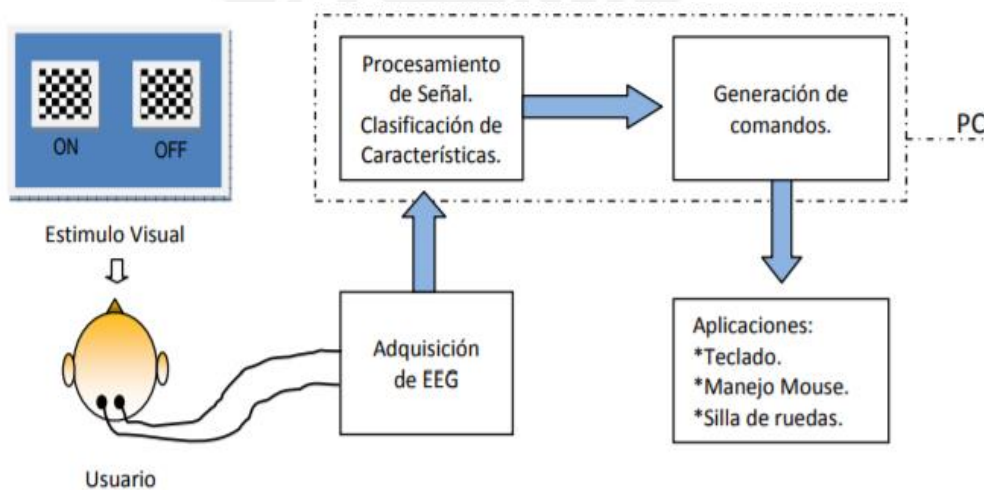 ON
OFF
Estimulo Visual
Usuario
Adquisición
de EEG
Procesamiento
de Señal.
Clasificación de
Características.
Generación de
comandos.
PC
Aplicaciones:
*Teclado.
*Manejo Mouse.
*Silla de ruedas.